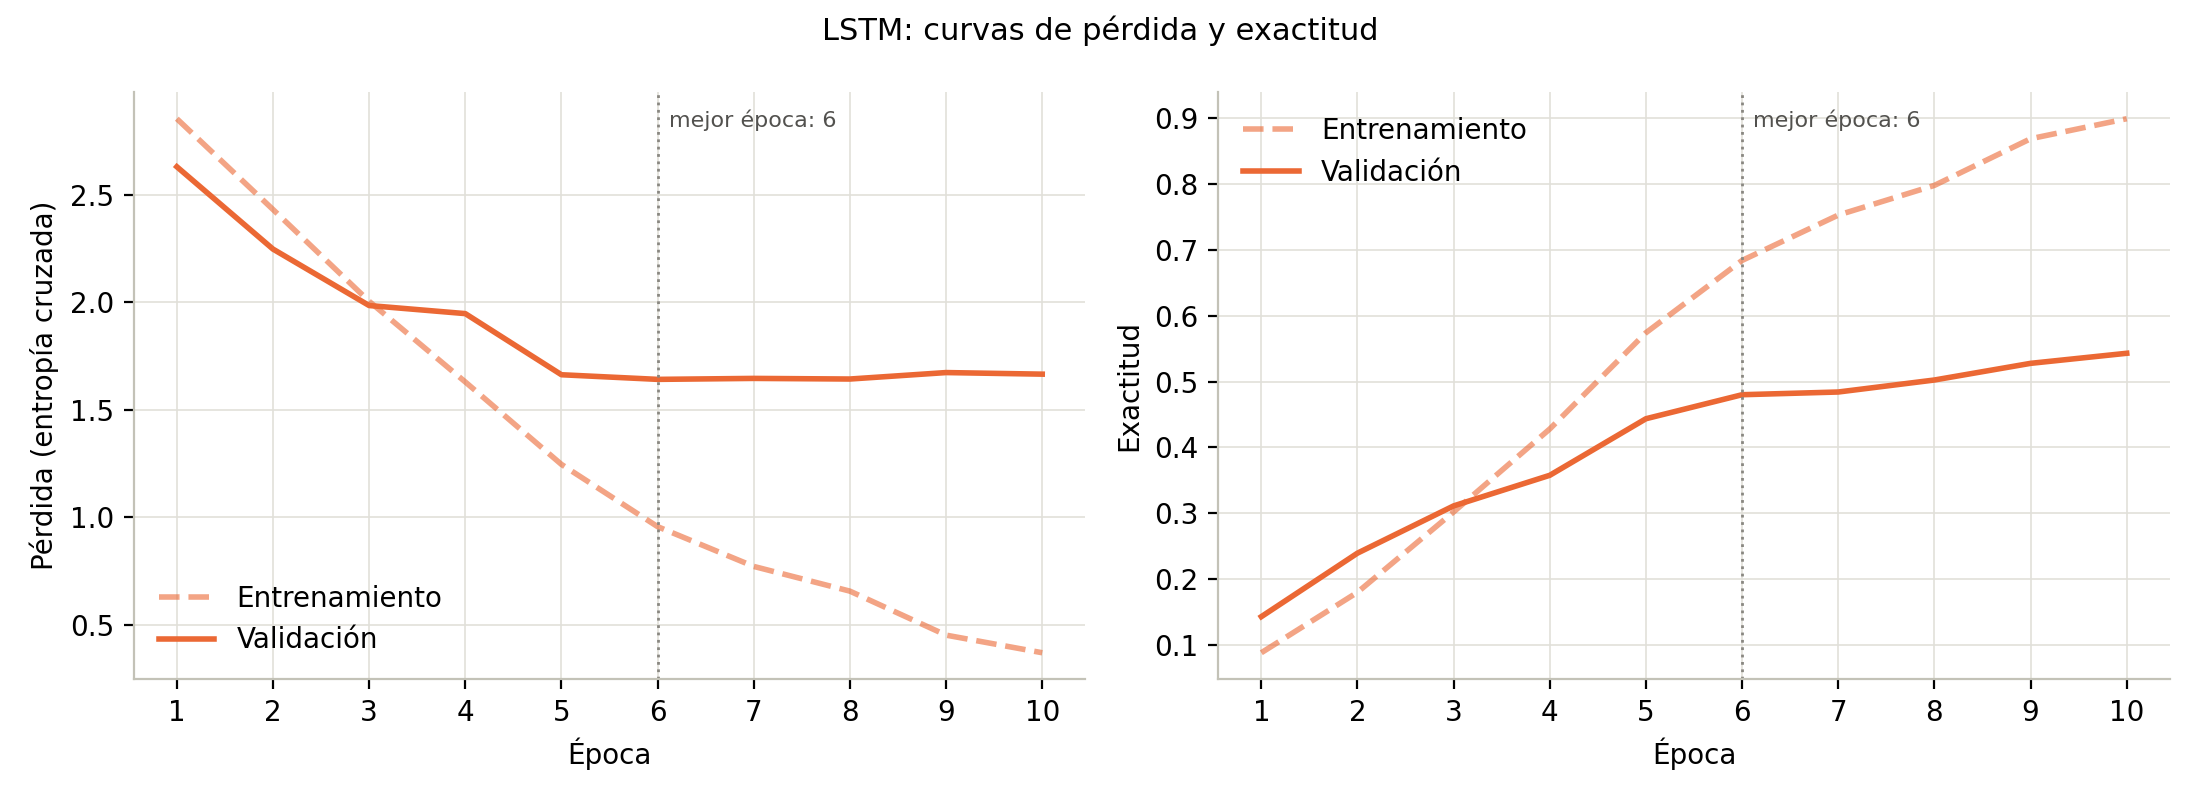 LSTM: curvas de pérdida y exactitud
Pérdida (entropía cruzada)
2.5
2.0
1.5
1.0
0.5
mejor época: 6
Entrenamiento
Validación
1 2 3 4 5 6 7 8 9 10
Época
Exactitud
0.9
0.8
0.7
0.6
0.5
0.4
0.3
0.2
0.1
Entrenamiento
Validación
mejor época: 6
1 2 3 4 5 6 7 8 9 10
Época